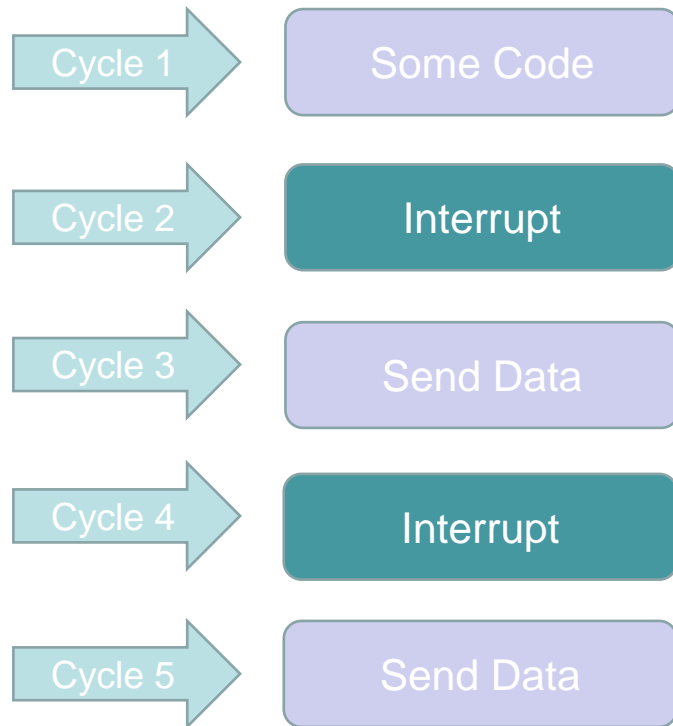 Cycle 1
Some Code
Cycle 2
Interrupt
Cycle 3
Send Data
Cycle 4
Interrupt
Cycle 5
Send Data